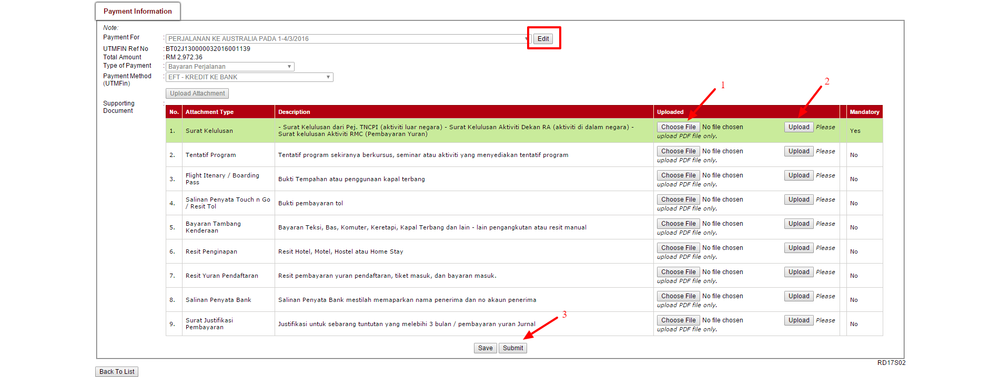 Payment Information
Note:
Payment For : PERJALANAN KE AUSTRALIA PADA 1-4/3/2016 Edit
UTMFIN Ref No : BT02J130000032016001139
Total Amount : RM 2,972.36
Type of Payment : Bayaran Perjalanan
Payment Method : EFT - KREDIT KE BANK
(UTMFin)
Upload Attachment
Supporting :
Document
1
2
No. Attachment Type Description Uploaded Mandatory
1. Surat Kelulusan - Surat Kelulusan dari Pej. TNCPI (aktiviti luar negara) - Surat Kelulusan Aktiviti Dekan RA (aktiviti di dalam negara) - Choose File No file chosen Upload Please Yes
Surat kelulusan Aktiviti RMC (Pembayaran Yuran) upload PDF file only.
2. Tentatif Program Tentatif program sekiranya berkursus, seminar atau aktiviti yang menyediakan tentatif program Choose File No file chosen Upload Please No
upload PDF file only.
3. Flight Itenary / Boarding Bukti Tempahan atau penggunaan kapal terbang Choose File No file chosen Upload Please No
Pass upload PDF file only.
4. Salinan Penyata Touch n Go Bukti pembayaran tol Choose File No file chosen Upload Please No
/ Resit Tol upload PDF file only.
5. Bayaran Tambang Bayaran Teksi, Bas, Komuter, Keretapi, Kapal Terbang dan lain - lain pengangkutan atau resit manual Choose File No file chosen Upload Please No
Kenderaan upload PDF file only.
6. Resit Penginapan Resit Hotel, Motel, Hostel atau Home Stay Choose File No file chosen Upload Please No
upload PDF file only.
7. Resit Yuran Pendaftaran Resit pembayaran yuran pendaftaran, tiket masuk, dan bayaran masuk. Choose File No file chosen Upload Please No
upload PDF file only.
8. Salinan Penyata Bank Salinan Penyata Bank mestilah memaparkan nama penerima dan no akaun penerima Choose File No file chosen Upload Please No
upload PDF file only.
9. Surat Justifikasi Justifikasi untuk sebarang tuntutan yang melebihi 3 bulan / pembayaran yuran Jurnal Choose File No file chosen Upload Please No
Pembayaran upload PDF file only.
3
Save Submit
RD17S02
Back To List